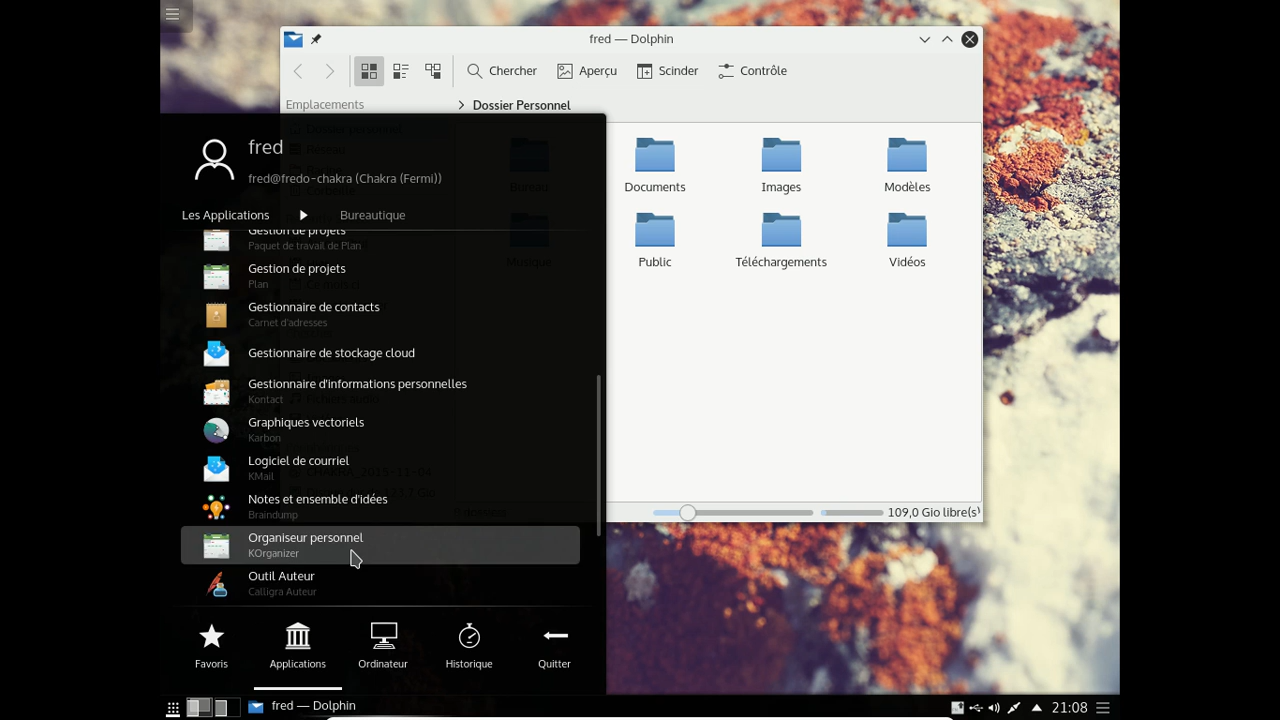 fred — Dolphin
Chercher
Aperçu
Scinder
Contrôle
Emplacements
Dossier Personnel
fred
fred@fredo-chakra (Chakra (Fermi))
Les Applications
Bureautique
Gestion de projets
Paquet de travail de Plan
Gestion de projets
Plan
Gestionnaire de contacts
Carnet d'adresses
Gestionnaire de stockage cloud
Gestionnaire d'informations personnelles
Kontact
Graphiques vectoriels
Karbon
Logiciel de courriel
KMail
Notes et ensemble d'idées
Braindump
Organiseur personnel
KOrganizer
Outil Auteur
Calligra Auteur
Favoris
Applications
Ordinateur
Historique
Quitter
Bureau
Documents
Images
Modèles
Musique
Public
Téléchargements
Vidéos
109,0 Gio libre(s)
fred — Dolphin
21:08